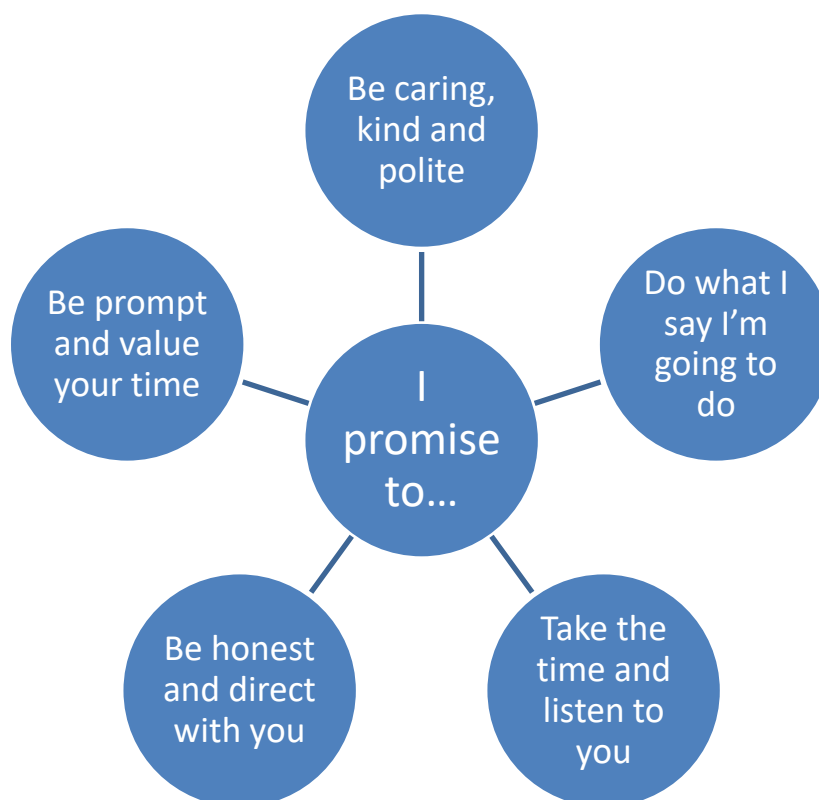 Be caring,
kind and
polite
Do what I
say I’m
going to
do
Take the
time and
listen to
you
Be honest
and direct
with you
Be prompt
and value
your time
I
promise
to…